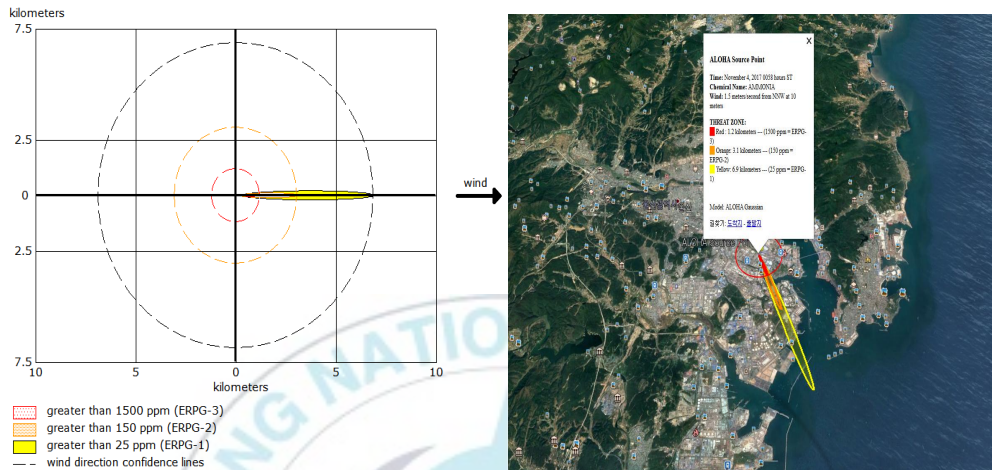 kilometers
7.5
2.5
0
2.5
7.5
10
5
0
5
10
kilometers
wind
greater than 1500 ppm (ERPG-3)
greater than 150 ppm (ERPG-2)
greater than 25 ppm (ERPG-1)
wind direction confidence lines
X
ALOHA Source Point
Time: November 4, 2017 0058 hours ST
Chemical Name: AMMONIA
Wind: 1.5 meters/second from NNW at 10
meters
THREAT ZONE:
Red: 1.2 kilometers --- (1500 ppm = ERPG-
3)
Orange: 3.1 kilometers --- (150 ppm =
ERPG-2)
Yellow: 6.9 kilometers --- (25 ppm = ERPG-
1)
Model: ALOHA Gaussian
길찾기: 도착지 - 출발지
NG NATIO